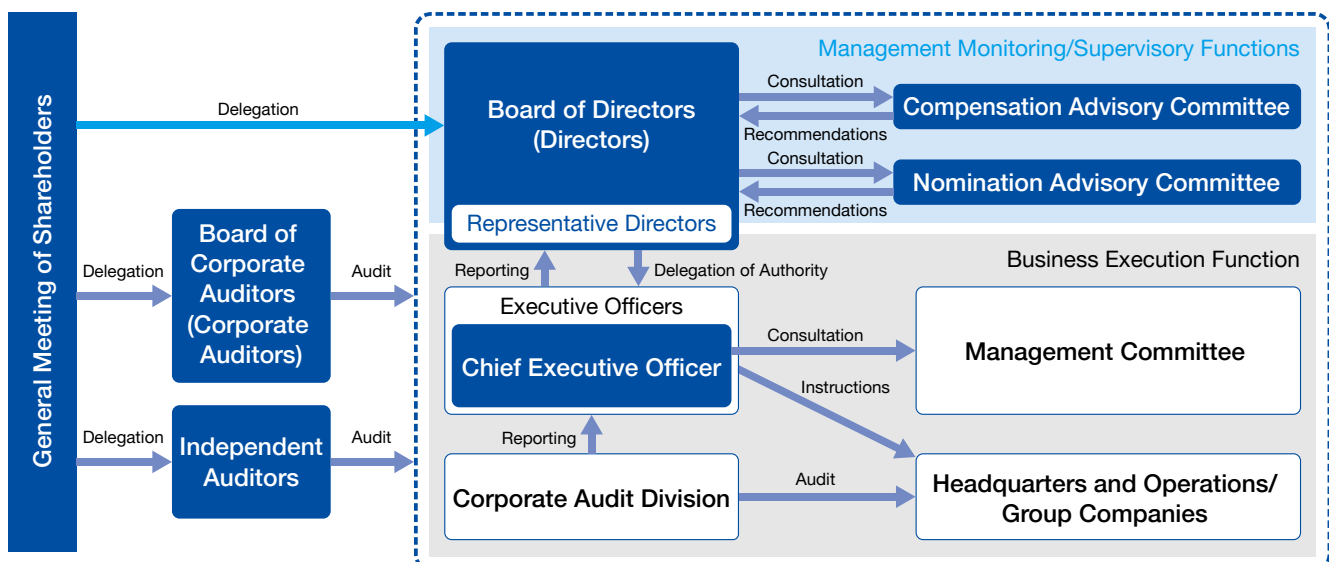 General Meeting of Shareholders
Management Monitoring/Supervisory Functions
Delegation
Board of Directors
(Directors)
Representative Directors
Consultation
Recommendations
Compensation Advisory Committee
Consultation
Recommendations
Nomination Advisory Committee
Delegation
Board of
Corporate
Auditors
(Corporate
Auditors)
Audit
Reporting
Delegation of Authority
Business Execution Function
Executive Officers
Chief Executive Officer
Consultation
Management Committee
Instructions
Delegation
Independent
Auditors
Audit
Reporting
Corporate Audit Division
Audit
Headquarters and Operations/
Group Companies